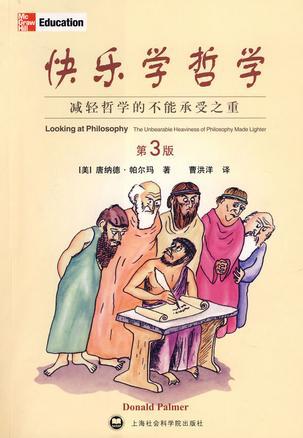 Mc
Graw
Hill
Education
快乐学哲学
减轻哲学的不能承受之重
Looking at Philosophy The Unbearable Heaviness of Philosophy Made Lighter
第3版
[美] 唐纳德·帕尔玛 著 曹洪洋 译
Donald Palmer
上海社会科学院出版社